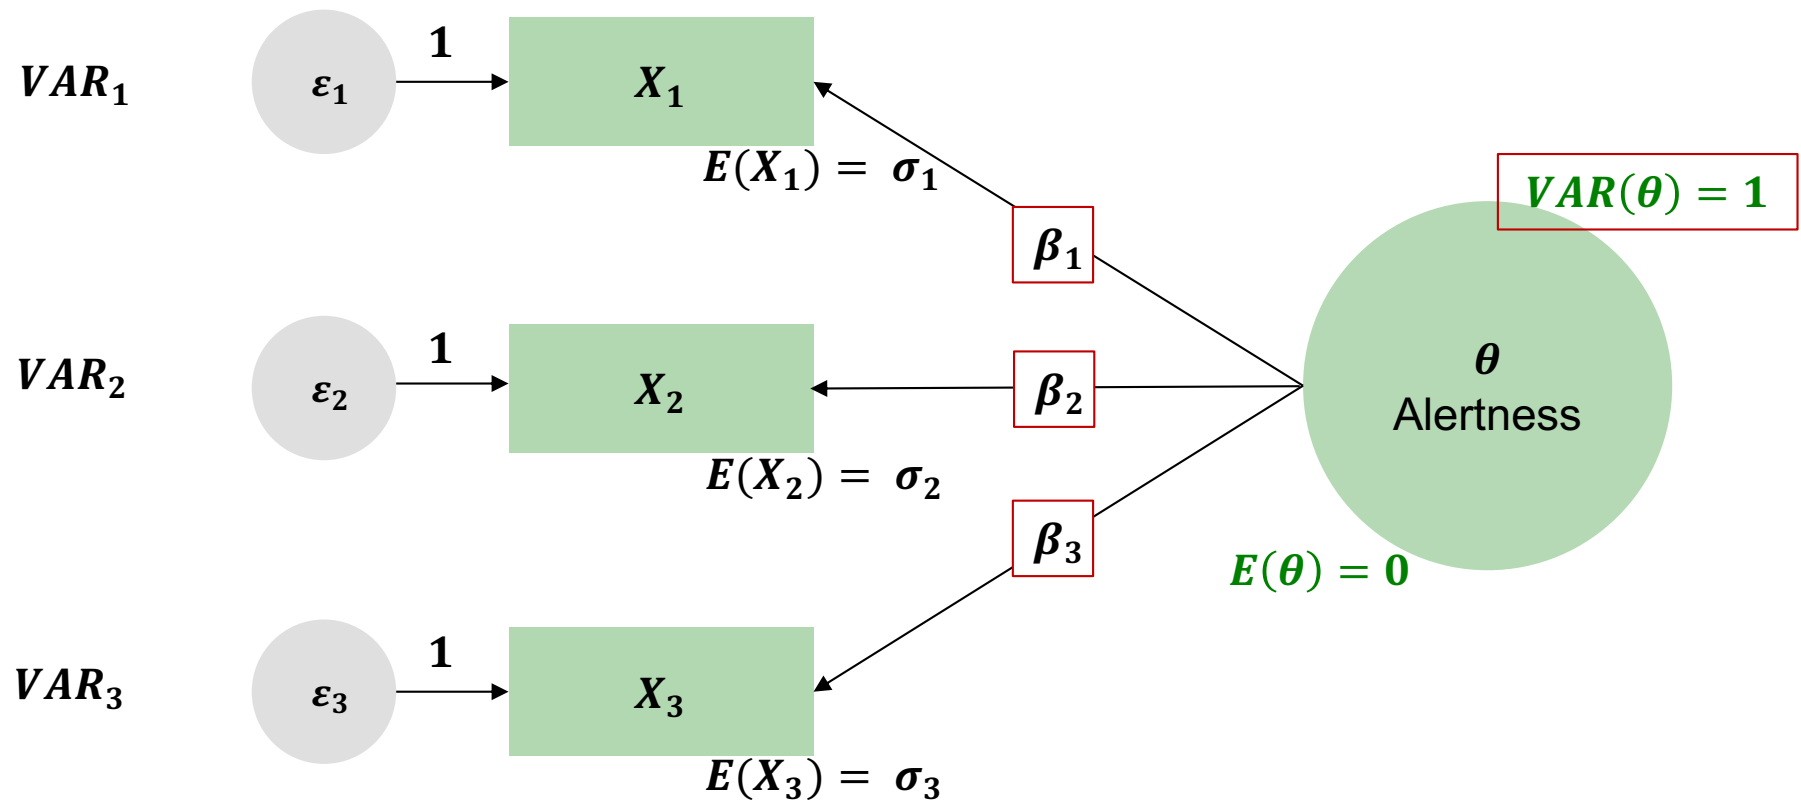 VAR₁
ε₁
1
X₁
E(X₁) = σ₁
β₁
VAR(θ) = 1
VAR₂
ε₂
1
X₂
E(X₂) = σ₂
β₂
θ
Alertness
β₃
E(θ) = 0
VAR₃
ε₃
1
X₃
E(X₃) = σ₃